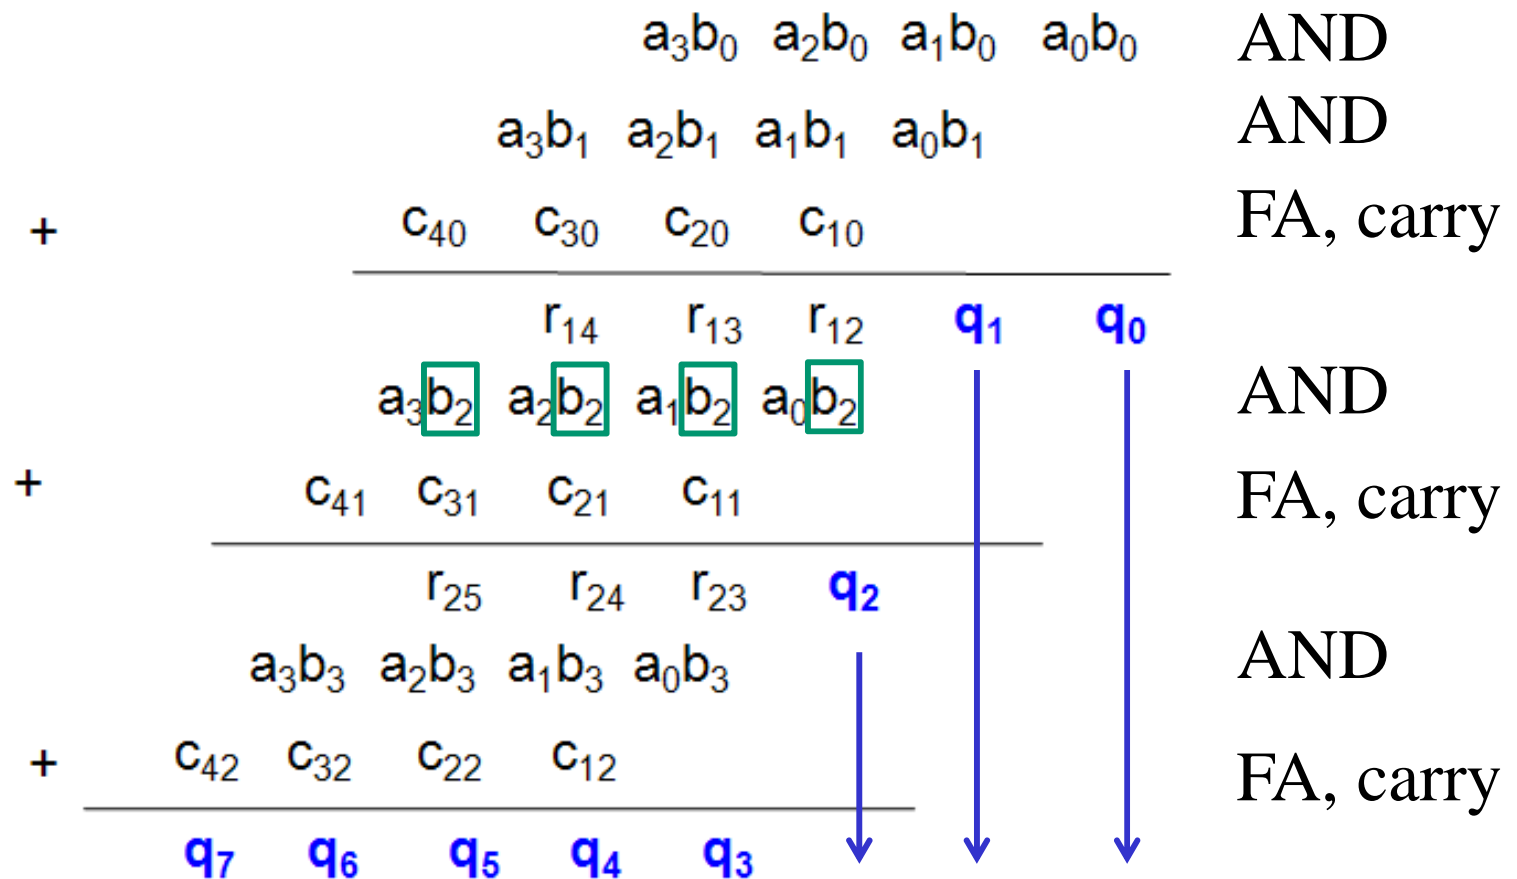 a₃b₀ a₂b₀ a₁b₀ a₀b₀ AND
a₃b₁ a₂b₁ a₁b₁ a₀b₁ AND
+ c₄₀ c₃₀ c₂₀ c₁₀ FA, carry
r₁₄ r₁₃ r₁₂ q₁ q₀
a₃b₂ a₂b₂ a₁b₂ a₀b₂ AND
+ c₄₁ c₃₁ c₂₁ c₁₁ FA, carry
r₂₅ r₂₄ r₂₃ q₂
a₃b₃ a₂b₃ a₁b₃ a₀b₃ AND
+ c₄₂ c₃₂ c₂₂ c₁₂ FA, carry
q₇ q₆ q₅ q₄ q₃